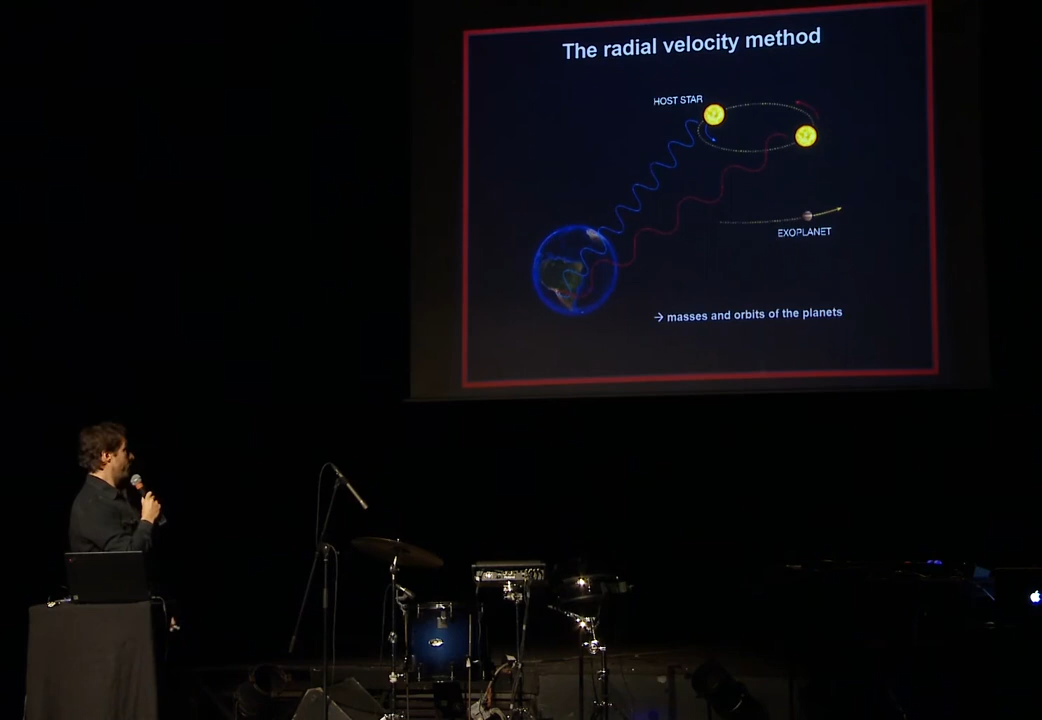 The radial velocity method
HOST STAR
EXOPLANET
→ masses and orbits of the planets